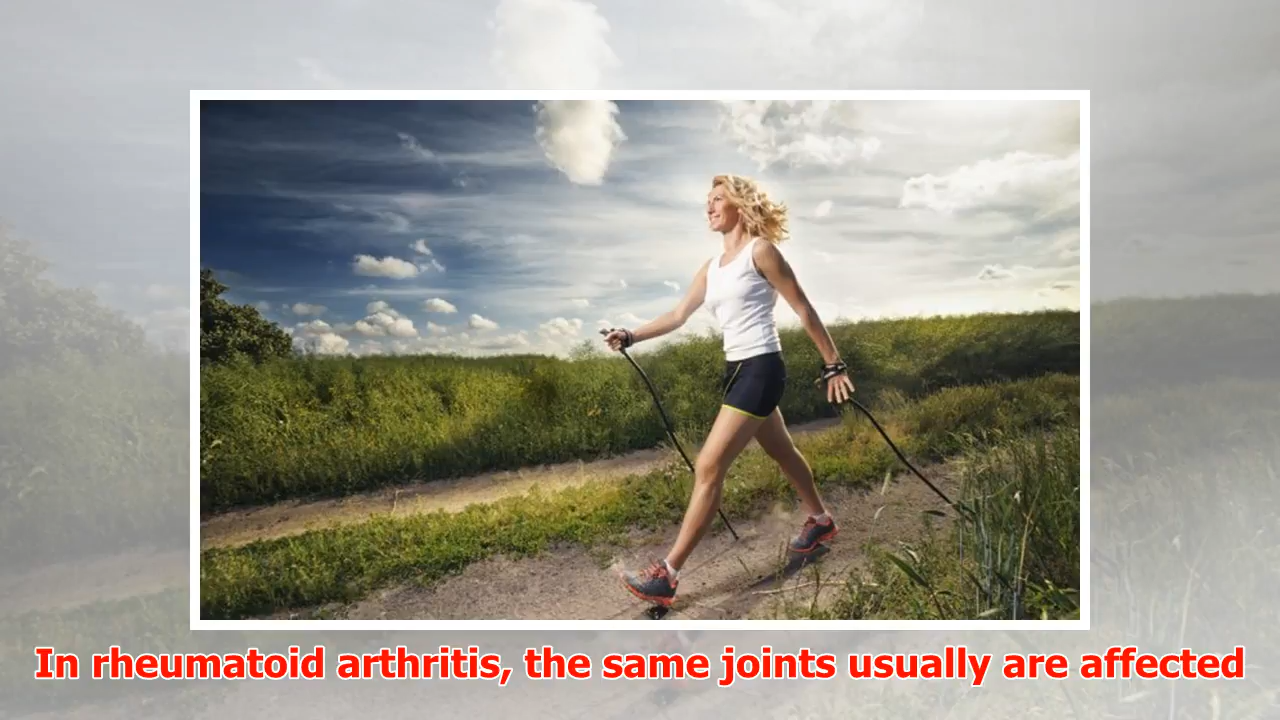 In rheumatoid arthritis, the same joints usually are affected